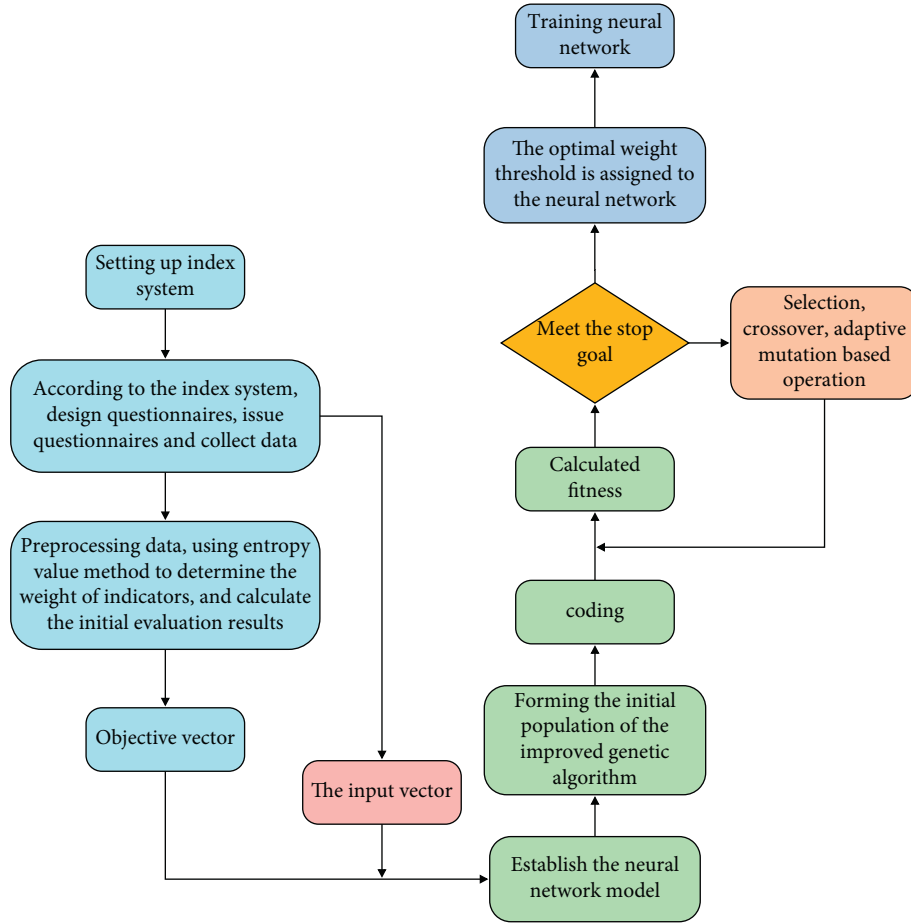 Setting up index
system
According to the index system,
design questionnaires, issue
questionnaires and collect data
Preprocessing data, using entropy
value method to determine the
weight of indicators, and calculate
the initial evaluation results
Objective vector
The input vector
Establish the neural
network model
Forming the initial
population of the
improved genetic
algorithm
coding
Calculated
fitness
Meet the stop
goal
Selection,
crossover, adaptive
mutation based
operation
The optimal weight
threshold is assigned to
the neural network
Training neural
network